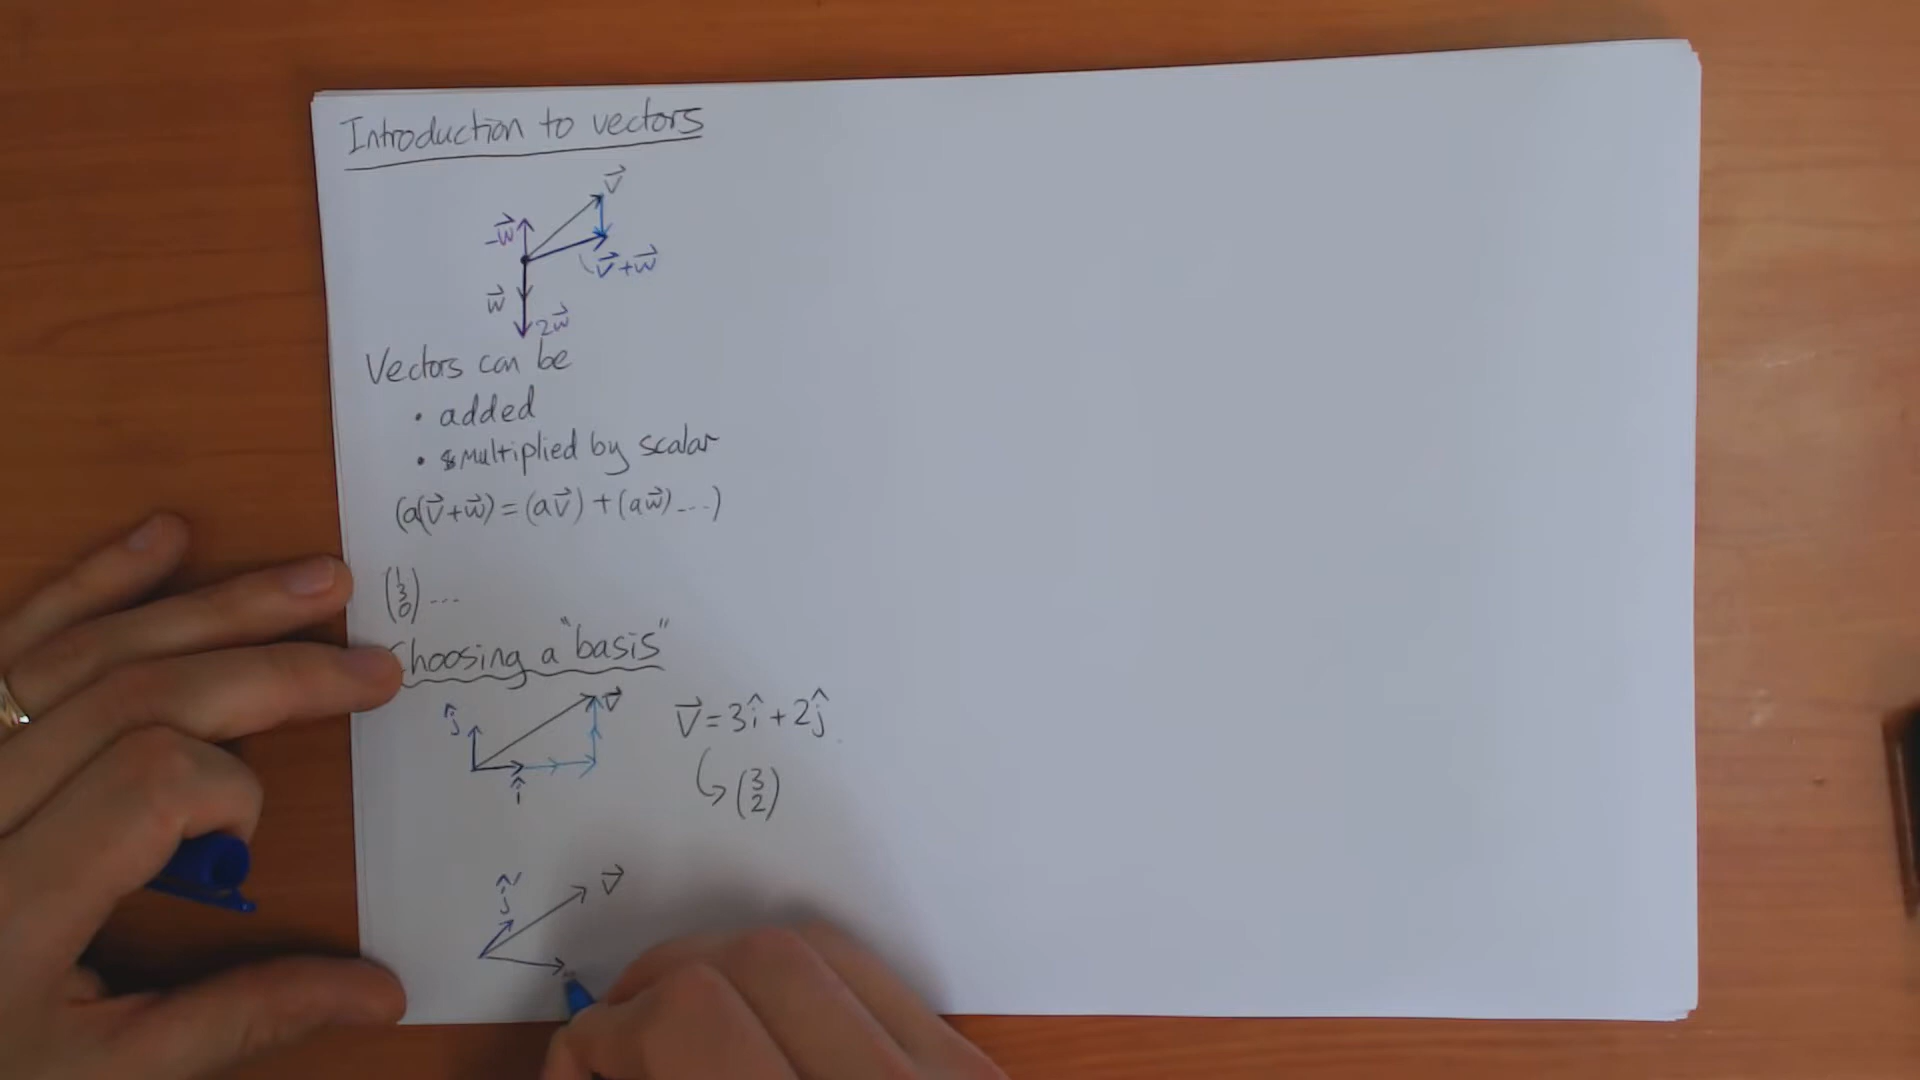 Introduction to vectors
v⃗
-w⃗
v⃗+w⃗
w⃗
2w⃗
Vectors can be
• added
• multiplied by scalar
(a(v⃗+w⃗) = (av⃗) + (aw⃗) ....)
(1 3 0) ...
Choosing a "basis"
ĵ
v⃗
î
v⃗ = 3î + 2ĵ
(3 2)
ĵ'
v⃗